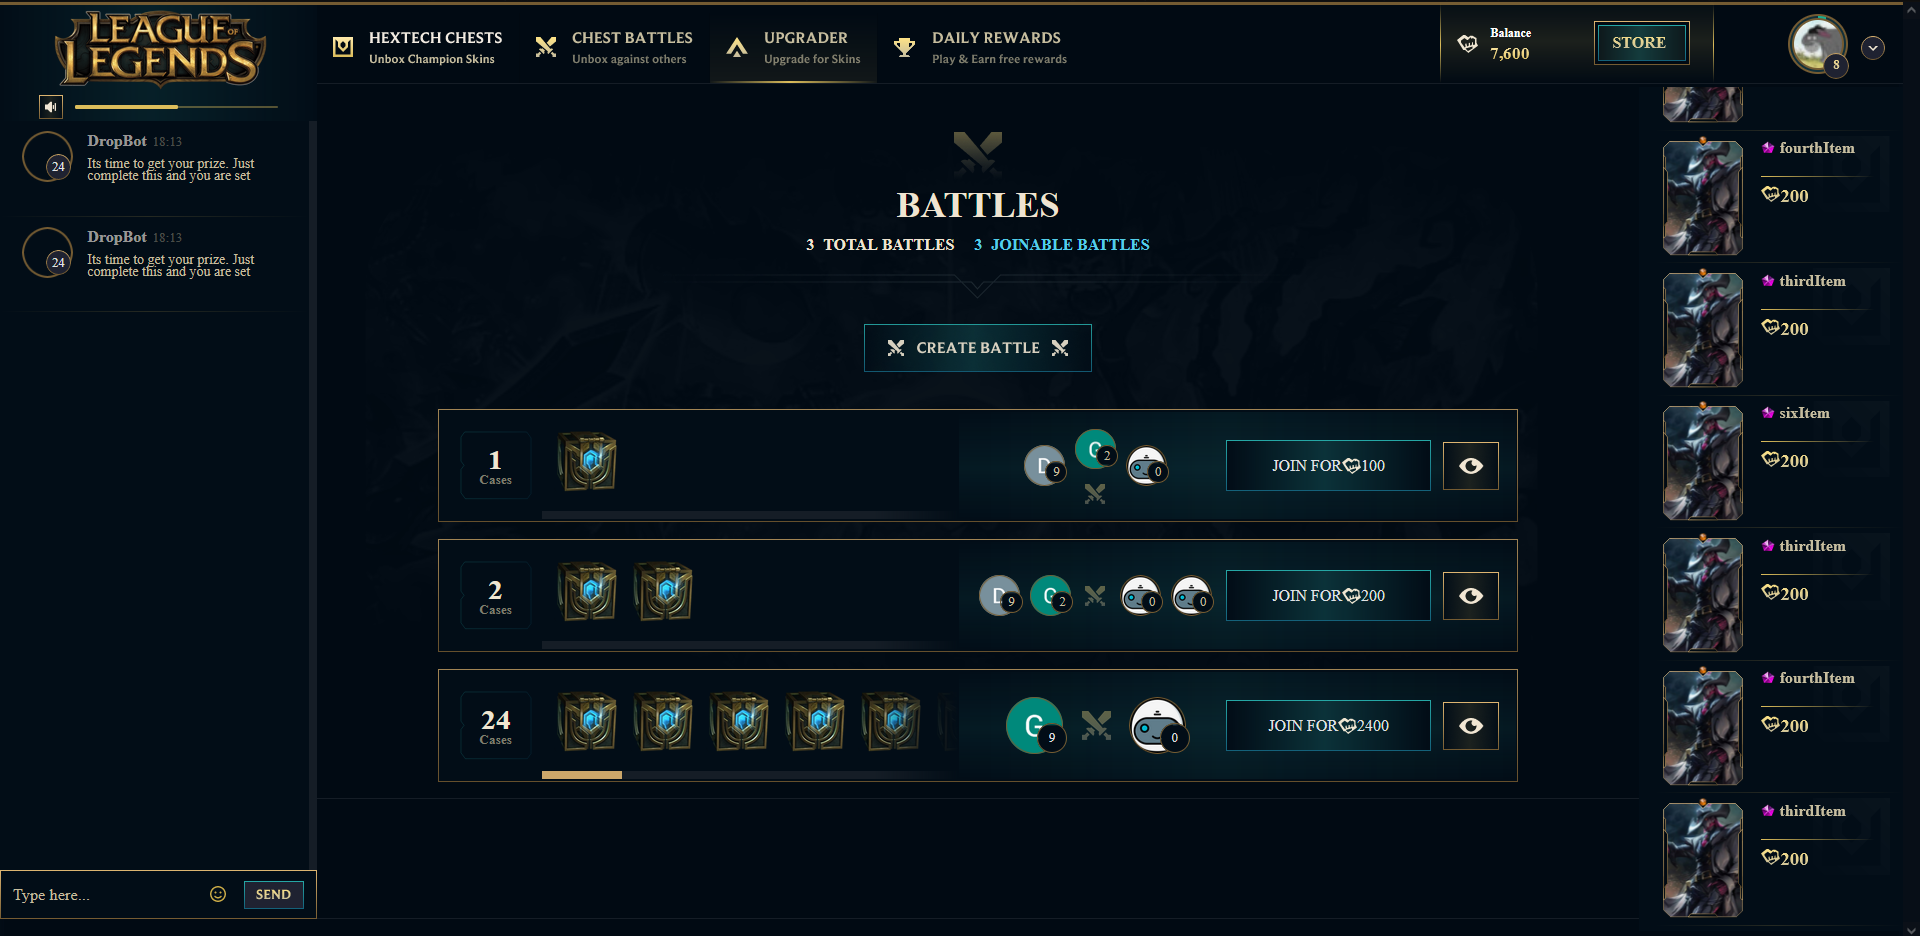 LEAGUE OF LEGENDS
HEXTECH CHESTS
Unbox Champion Skins
CHEST BATTLES
Unbox against others
UPGRADER
Upgrade for Skins
DAILY REWARDS
Play & Earn free rewards
Balance
7,600
STORE
8
DropBot 18:13
24
Its time to get your prize. Just
complete this and you are set
DropBot 18:13
24
Its time to get your prize. Just
complete this and you are set
Type here...
SEND
BATTLES
3 TOTAL BATTLES 3 JOINABLE BATTLES
CREATE BATTLE
1
Cases
D 9
G 2
0
JOIN FOR 100
2
Cases
D 9
G 2
0
0
JOIN FOR 200
24
Cases
G 9
0
JOIN FOR 2400
fourthItem
200
thirdItem
200
sixItem
200
thirdItem
200
fourthItem
200
thirdItem
200